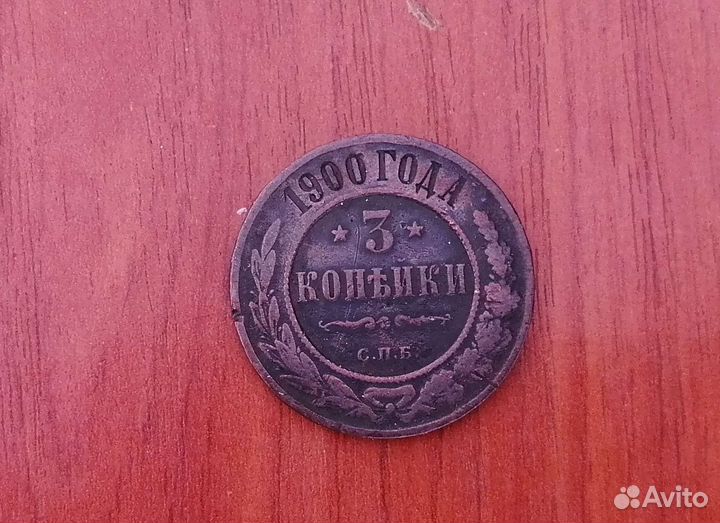 1900 ГОДА
* 3 *
КОПѢЙКИ
С.П.Б.
Avito